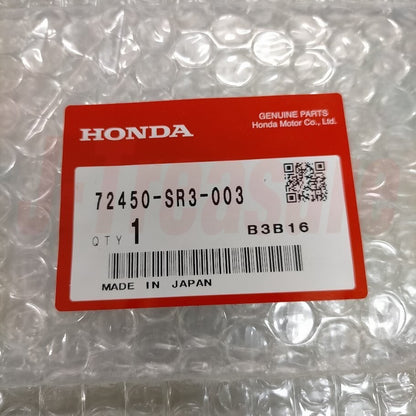 GENUINE PARTS
Honda Motor Co., Ltd.
HONDA
72450-SR3-003
QTY 1
B3B16
MADE IN JAPAN